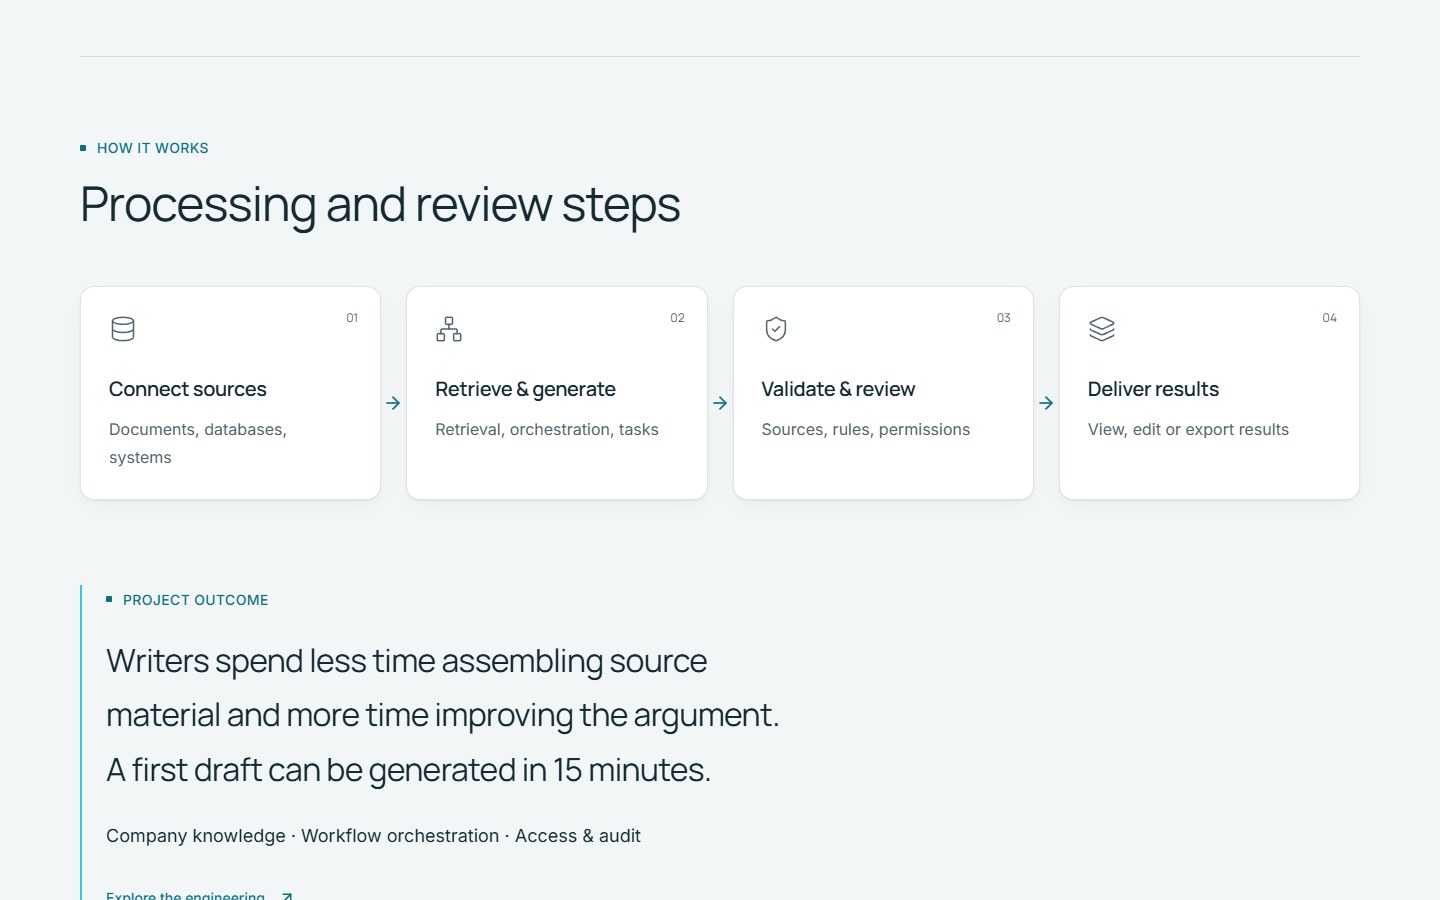 HOW IT WORKS
Processing and review steps
01
Connect sources
Documents, databases,
systems
02
Retrieve & generate
Retrieval, orchestration, tasks
03
Validate & review
Sources, rules, permissions
04
Deliver results
View, edit or export results
PROJECT OUTCOME
Writers spend less time assembling source
material and more time improving the argument.
A first draft can be generated in 15 minutes.
Company knowledge · Workflow orchestration · Access & audit
Explore the engineering